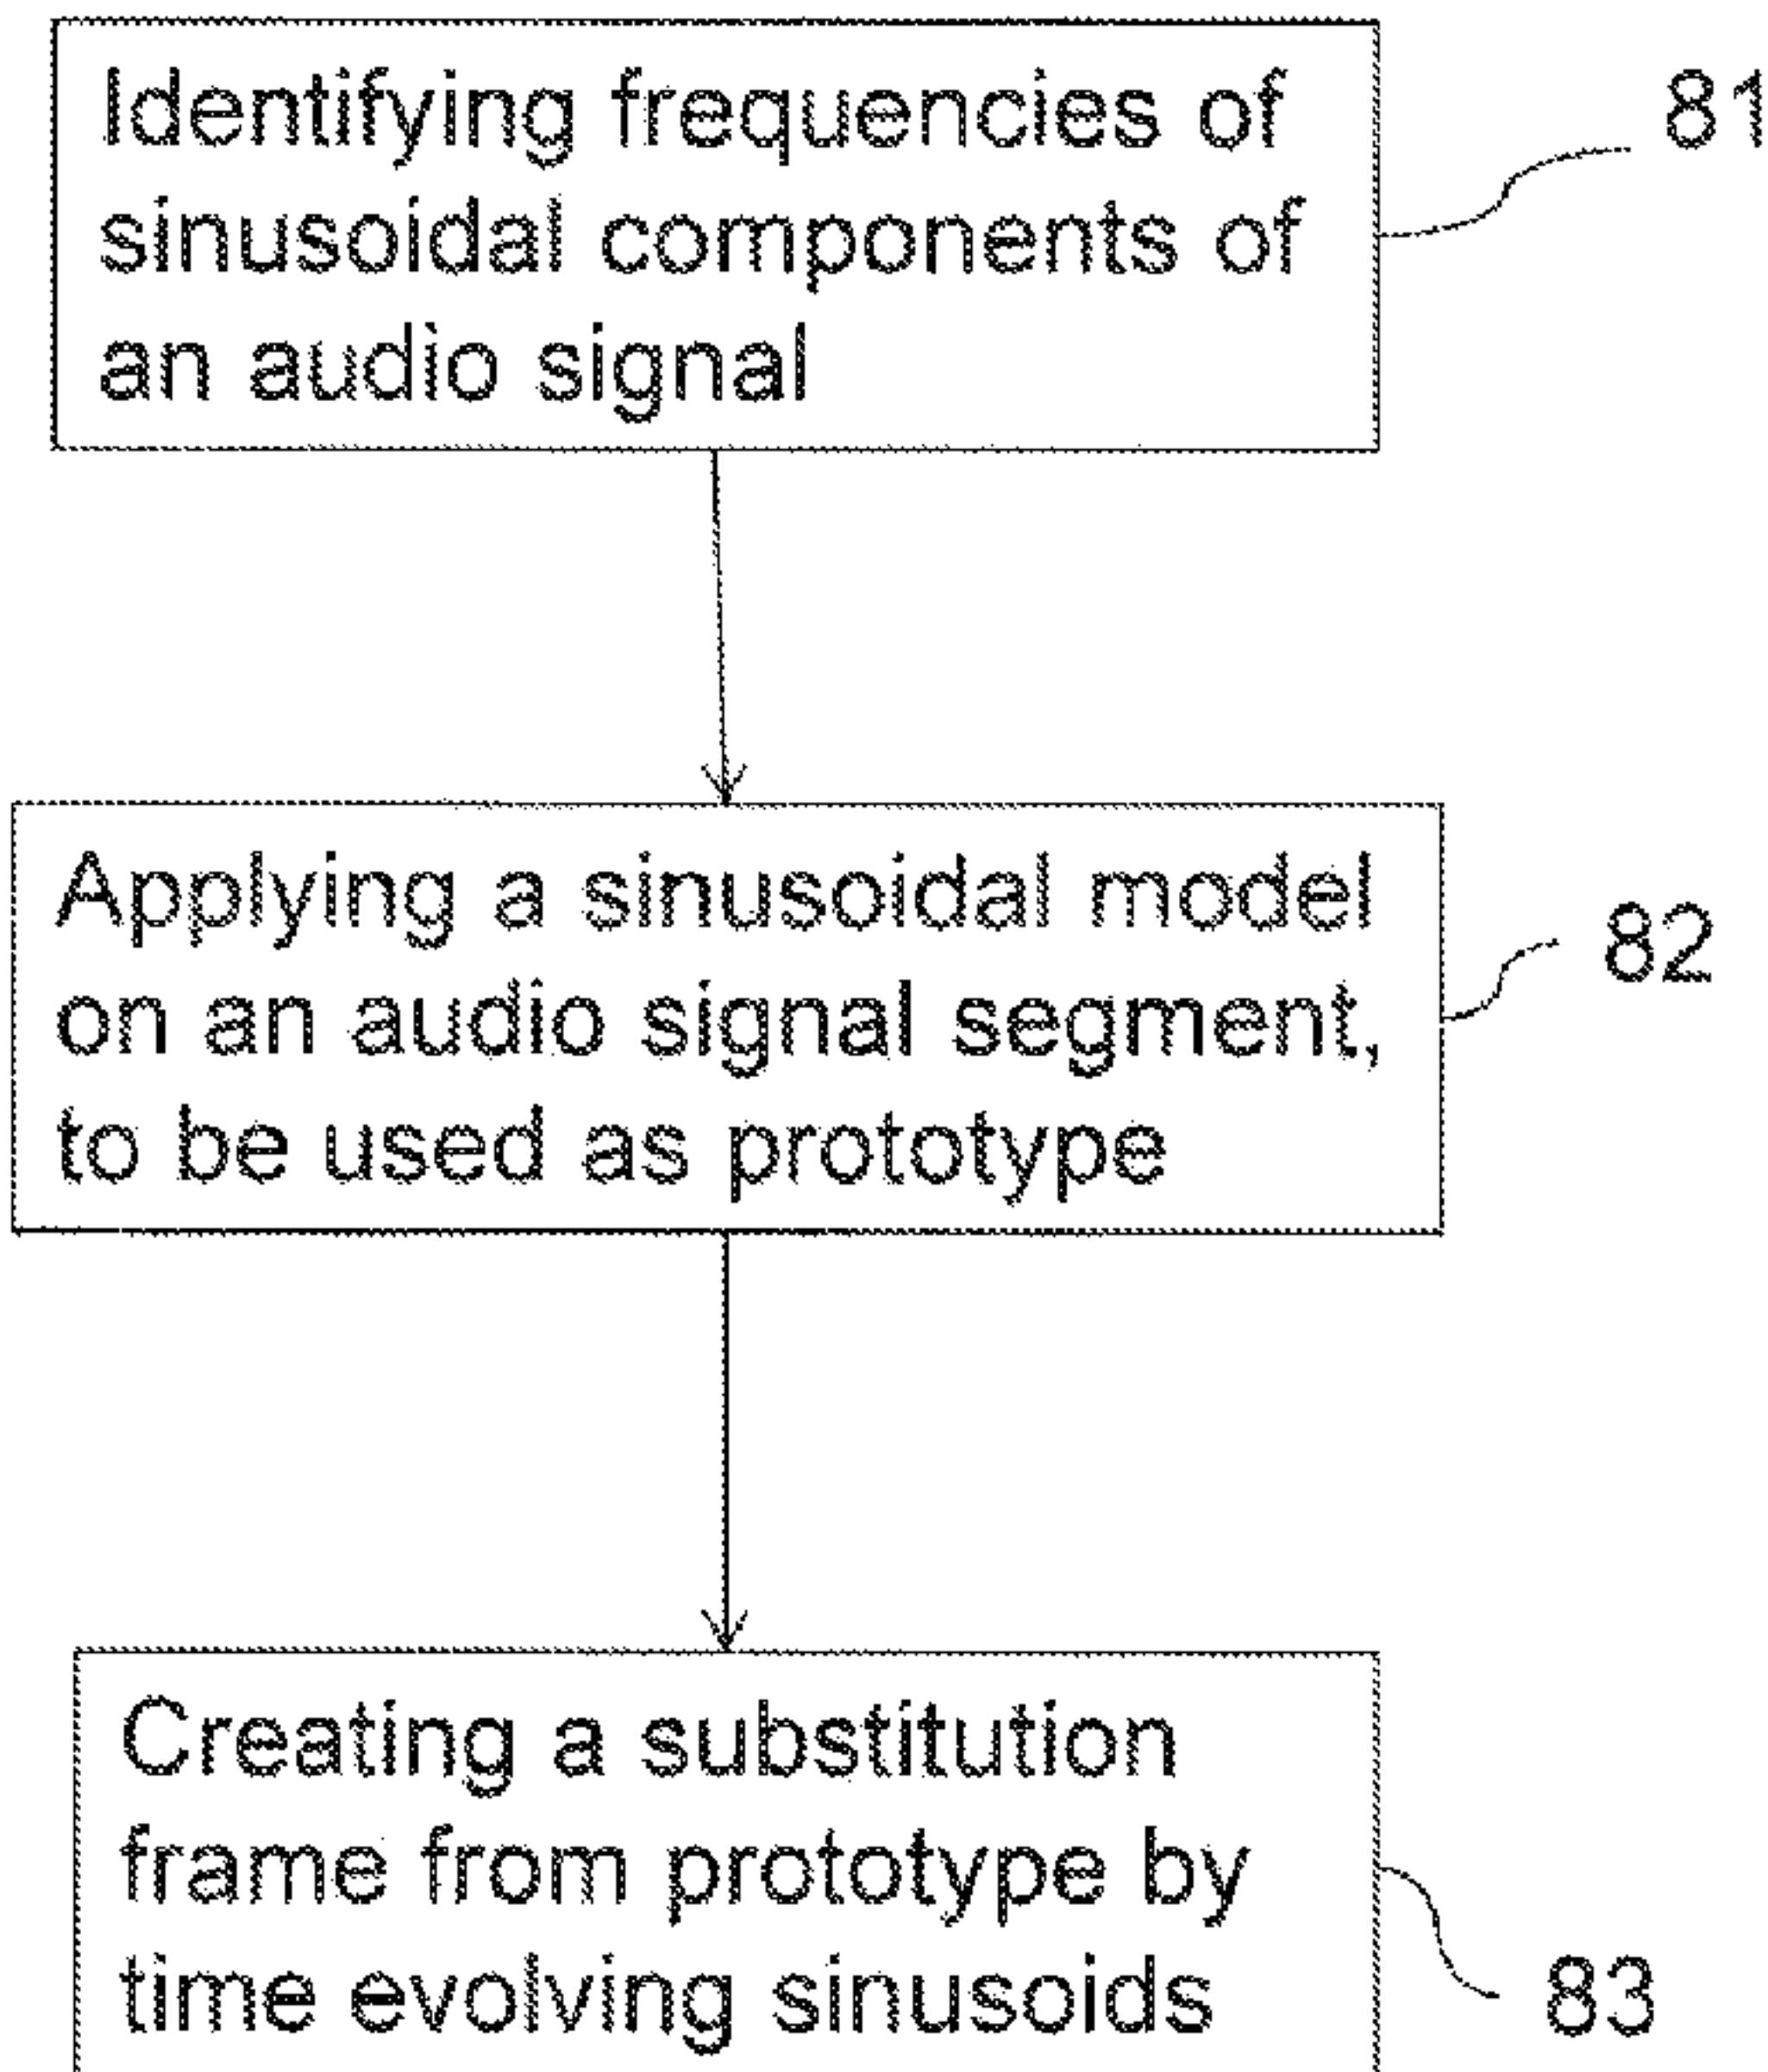 Identifying frequencies of
sinusoidal components of
an audio signal
81
Applying a sinusoidal model
on an audio signal segment,
to be used as prototype
82
Creating a substitution
frame from prototype by
time evolving sinusoids
83